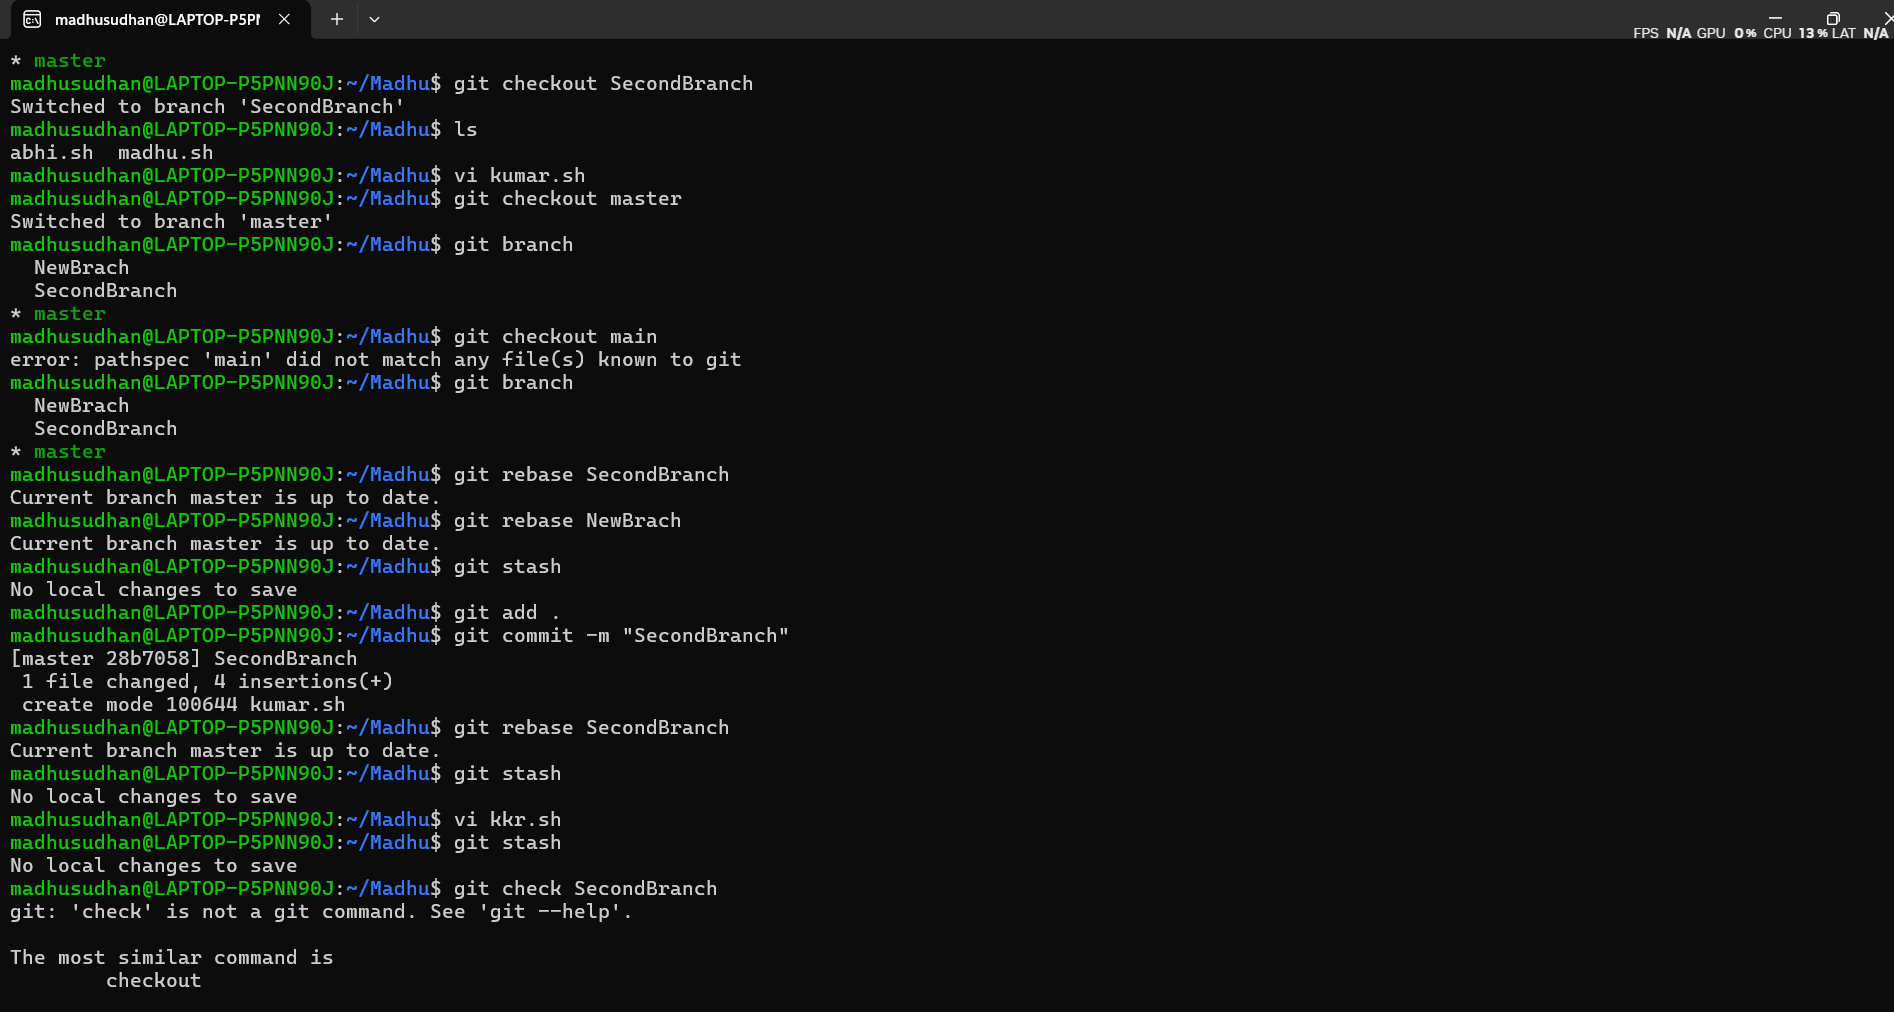 madhusudhan@LAPTOP-P5PN
FPS N/A GPU 0% CPU 13% LAT N/A
* master
madhusudhan@LAPTOP-P5PNN90J:~/Madhu$ git checkout SecondBranch
Switched to branch 'SecondBranch'
madhusudhan@LAPTOP-P5PNN90J:~/Madhu$ ls
abhi.sh  madhu.sh
madhusudhan@LAPTOP-P5PNN90J:~/Madhu$ vi kumar.sh
madhusudhan@LAPTOP-P5PNN90J:~/Madhu$ git checkout master
Switched to branch 'master'
madhusudhan@LAPTOP-P5PNN90J:~/Madhu$ git branch
  NewBrach
  SecondBranch
* master
madhusudhan@LAPTOP-P5PNN90J:~/Madhu$ git checkout main
error: pathspec 'main' did not match any file(s) known to git
madhusudhan@LAPTOP-P5PNN90J:~/Madhu$ git branch
  NewBrach
  SecondBranch
* master
madhusudhan@LAPTOP-P5PNN90J:~/Madhu$ git rebase SecondBranch
Current branch master is up to date.
madhusudhan@LAPTOP-P5PNN90J:~/Madhu$ git rebase NewBrach
Current branch master is up to date.
madhusudhan@LAPTOP-P5PNN90J:~/Madhu$ git stash
No local changes to save
madhusudhan@LAPTOP-P5PNN90J:~/Madhu$ git add .
madhusudhan@LAPTOP-P5PNN90J:~/Madhu$ git commit -m "SecondBranch"
[master 28b7058] SecondBranch
 1 file changed, 4 insertions(+)
 create mode 100644 kumar.sh
madhusudhan@LAPTOP-P5PNN90J:~/Madhu$ git rebase SecondBranch
Current branch master is up to date.
madhusudhan@LAPTOP-P5PNN90J:~/Madhu$ git stash
No local changes to save
madhusudhan@LAPTOP-P5PNN90J:~/Madhu$ vi kkr.sh
madhusudhan@LAPTOP-P5PNN90J:~/Madhu$ git stash
No local changes to save
madhusudhan@LAPTOP-P5PNN90J:~/Madhu$ git check SecondBranch
git: 'check' is not a git command. See 'git --help'.
The most similar command is
        checkout